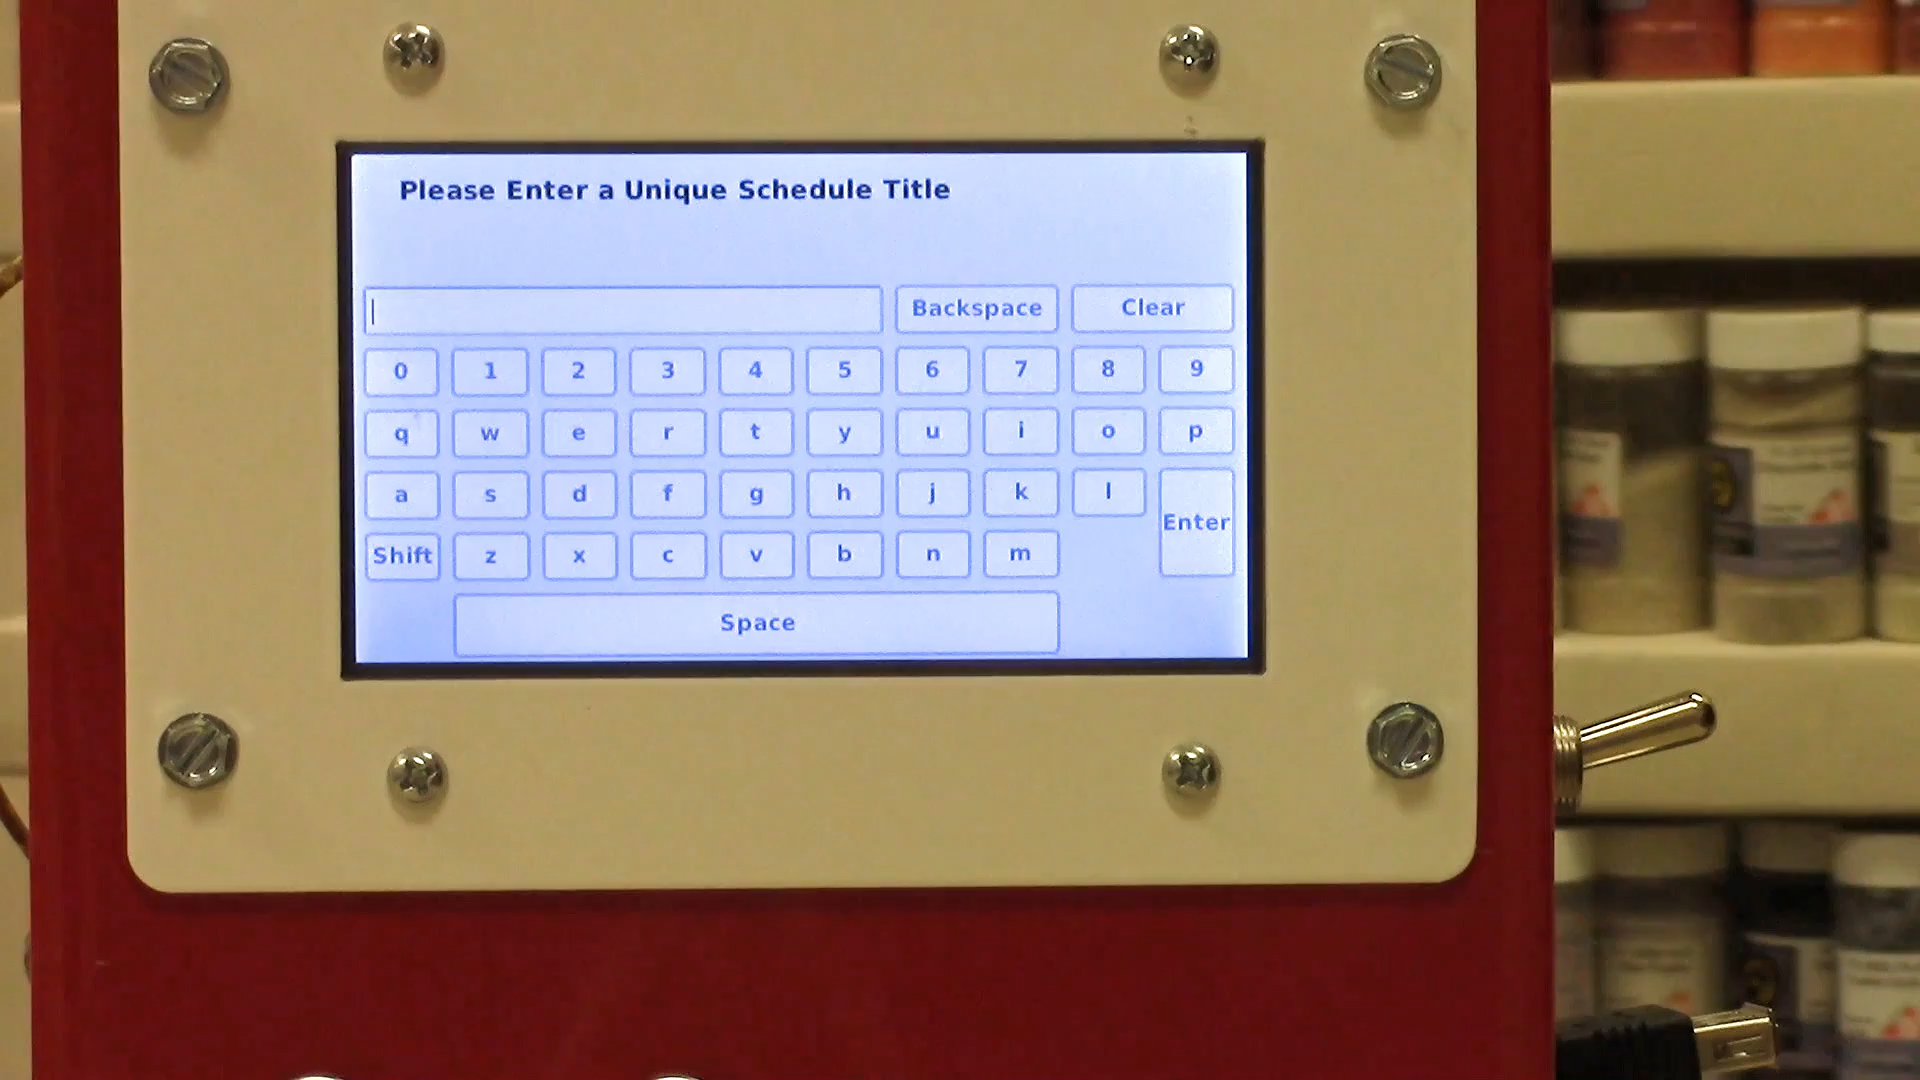 Please Enter a Unique Schedule Title
Backspace Clear
0 1 2 3 4 5 6 7 8 9
q w e r t y u i o p
a s d f g h j k l Enter
Shift z x c v b n m
Space